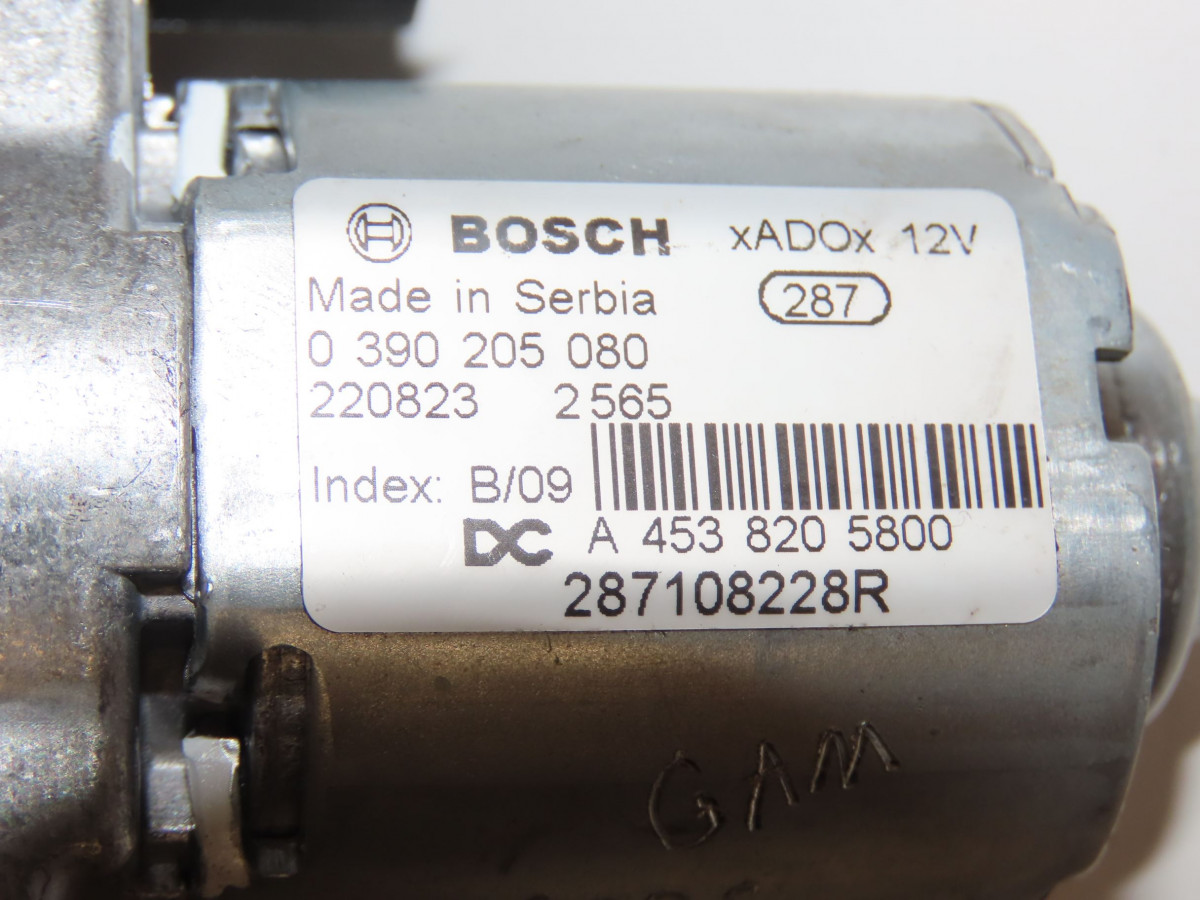 BOSCH xADOx 12V
Made in Serbia 287
0 390 205 080
220823 2565
Index: B/09
DC A 453 820 5800
287108228R
GAM